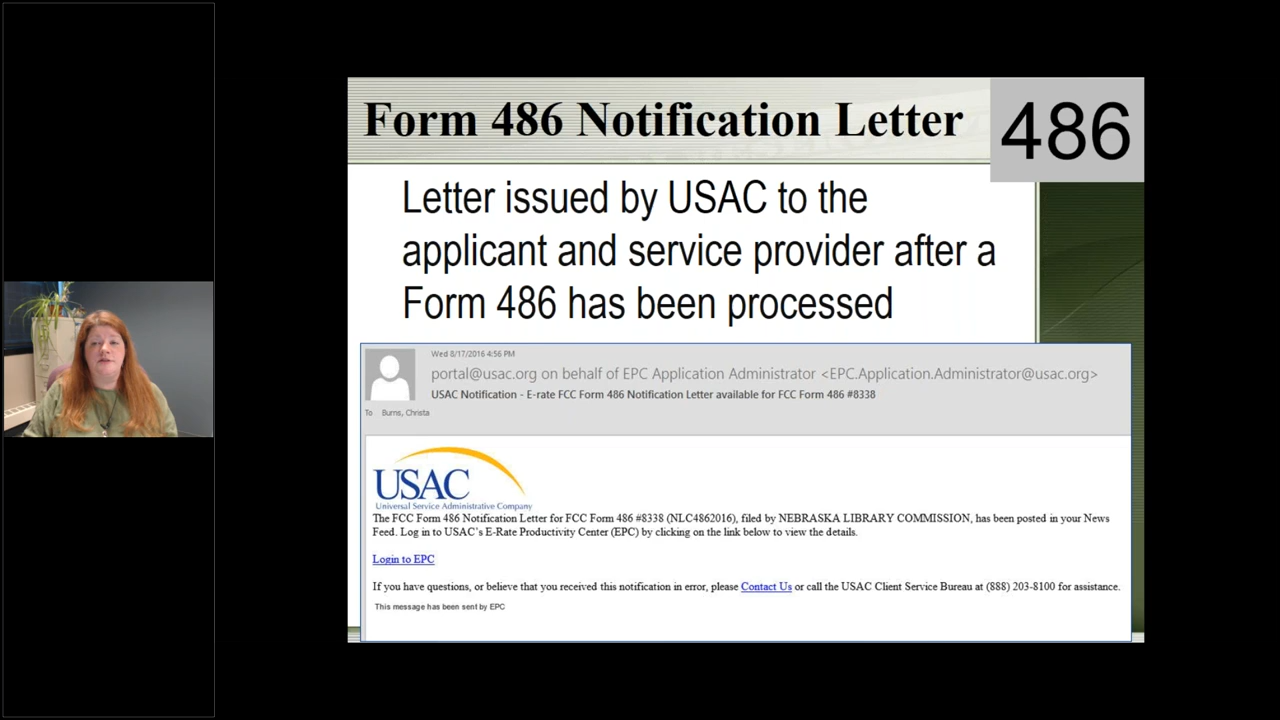 Form 486 Notification Letter
486
Letter issued by USAC to the
applicant and service provider after a
Form 486 has been processed
Wed 8/17/2016 4:56 PM
portal@usac.org on behalf of EPC Application Administrator <EPC.Application.Administrator@usac.org>
USAC Notification - E-rate FCC Form 486 Notification Letter available for FCC Form 486 #8338
To Burns, Christa
USAC
Universal Service Administrative Company
The FCC Form 486 Notification Letter for FCC Form 486 #8338 (NLC4862016), filed by NEBRASKA LIBRARY COMMISSION, has been posted in your News
Feed. Log in to USAC's E-Rate Productivity Center (EPC) by clicking on the link below to view the details.
Login to EPC
If you have questions, or believe that you received this notification in error, please Contact Us or call the USAC Client Service Bureau at (888) 203-8100 for assistance.
This message has been sent by EPC